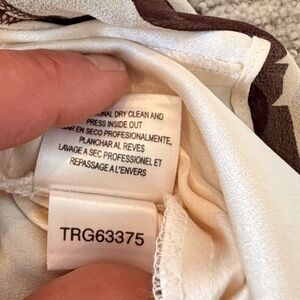 DRY CLEAN AND
PRESS INSIDE OUT
EN SECO PROFESIONALMENTE,
PLANCHAR AL REVES
LAVAGE A SEC PROFESSIONEL ET
REPASSAGE A L'ENVERS
TRG63375